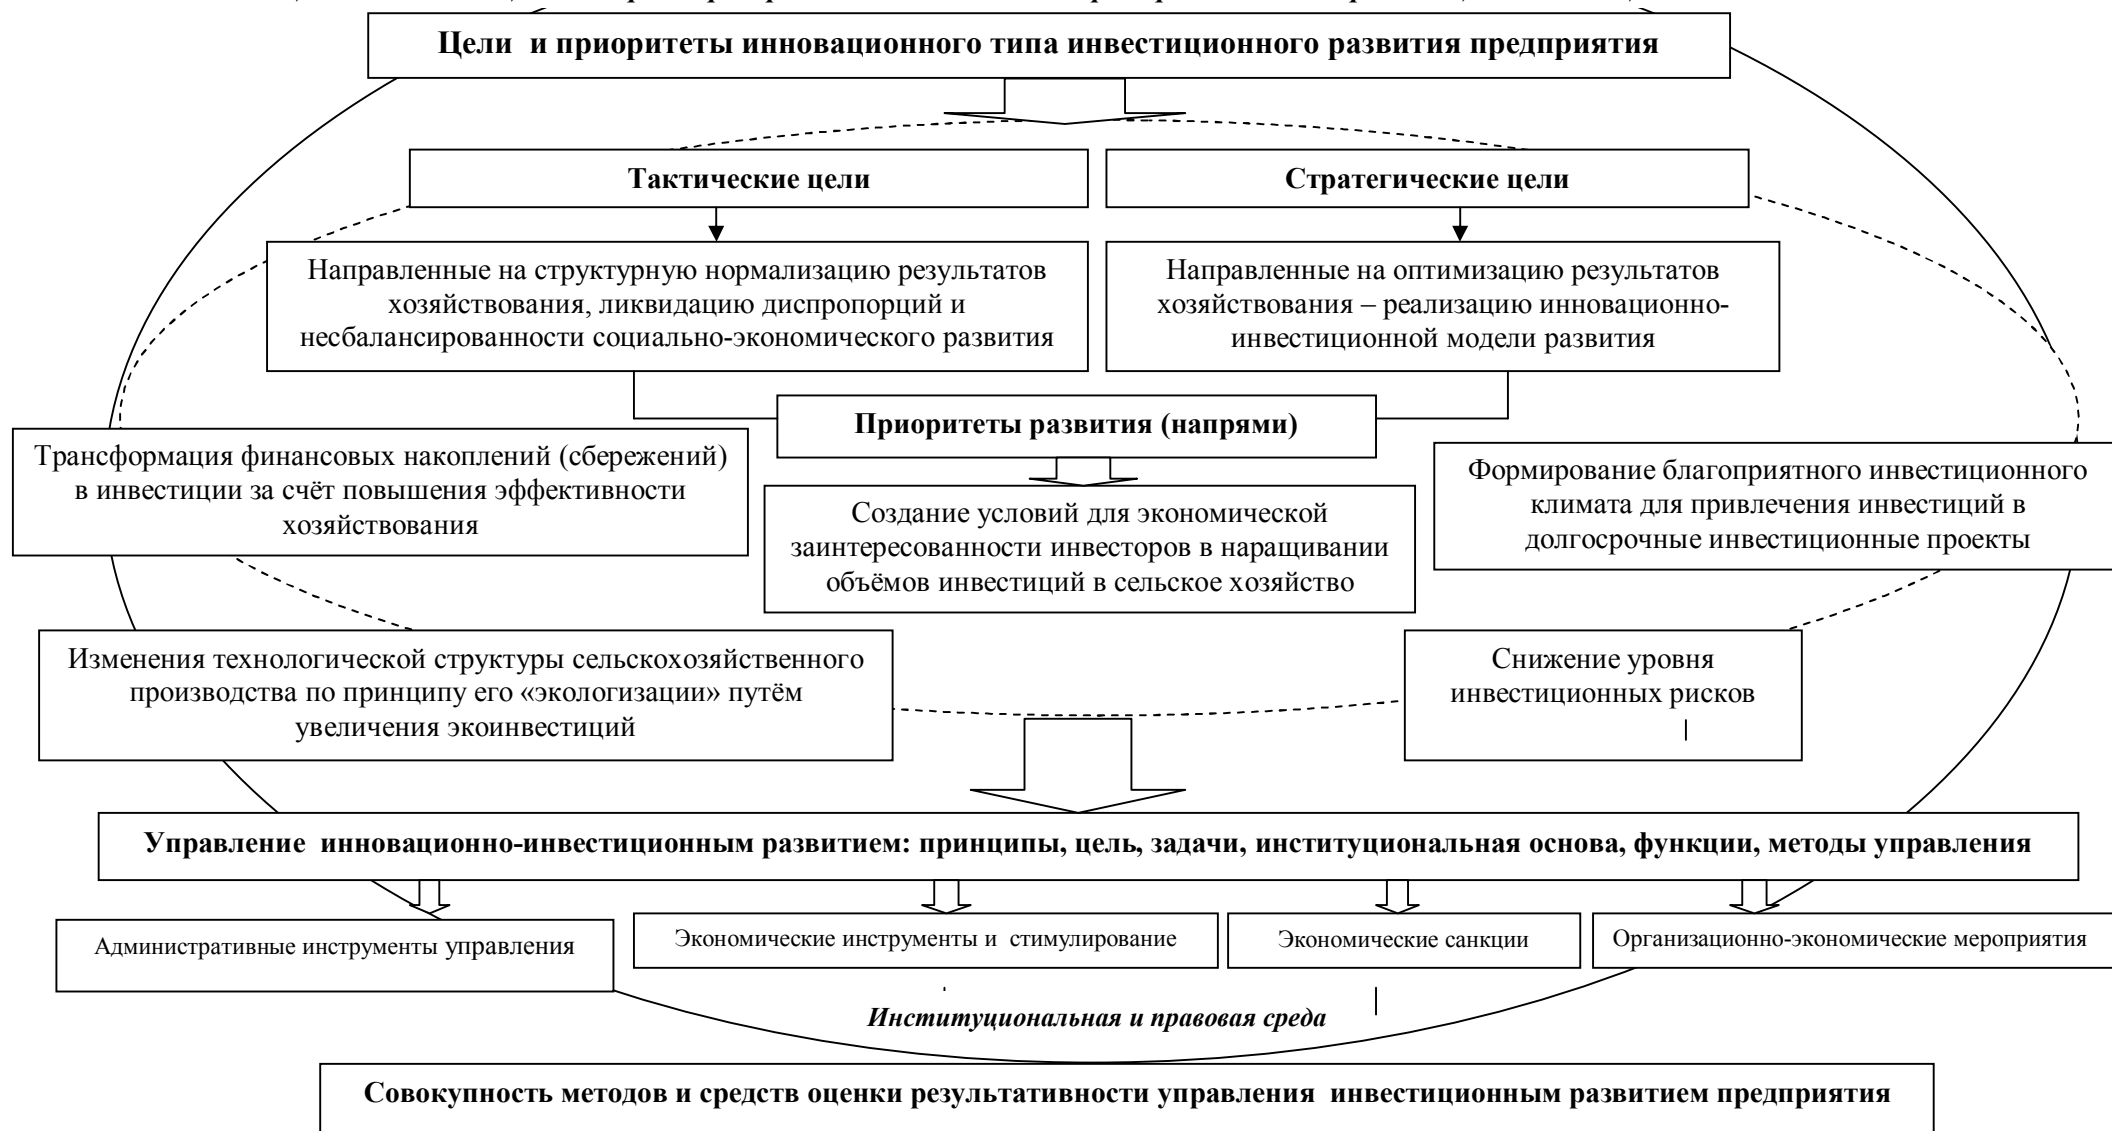 Цели и приоритеты инновационного типа инвестиционного развития предприятия
Тактические цели
Стратегические цели
Направленные на структурную нормализацию результатов
хозяйствования, ликвидацию диспропорций и
несбалансированности социально-экономического развития
Направленные на оптимизацию результатов
хозяйствования – реализацию инновационно-
инвестиционной модели развития
Приоритеты развития (напрями)
Трансформация финансовых накоплений (сбережений)
в инвестиции за счёт повышения эффективности
хозяйствования
Создание условий для экономической
заинтересованности инвесторов в наращивании
объёмов инвестиций в сельское хозяйство
Формирование благоприятного инвестиционного
климата для привлечения инвестиций в
долгосрочные инвестиционные проекты
Изменения технологической структуры сельскохозяйственного
производства по принципу его «экологизации» путём
увеличения экоинвестиций
Снижение уровня
инвестиционных рисков
Управление инновационно-инвестиционным развитием: принципы, цель, задачи, институциональная основа, функции, методы управления
Административные инструменты управления
Экономические инструменты и стимулирование
Экономические санкции
Организационно-экономические мероприятия
Институциональная и правовая среда
Совокупность методов и средств оценки результативности управления инвестиционным развитием предприятия